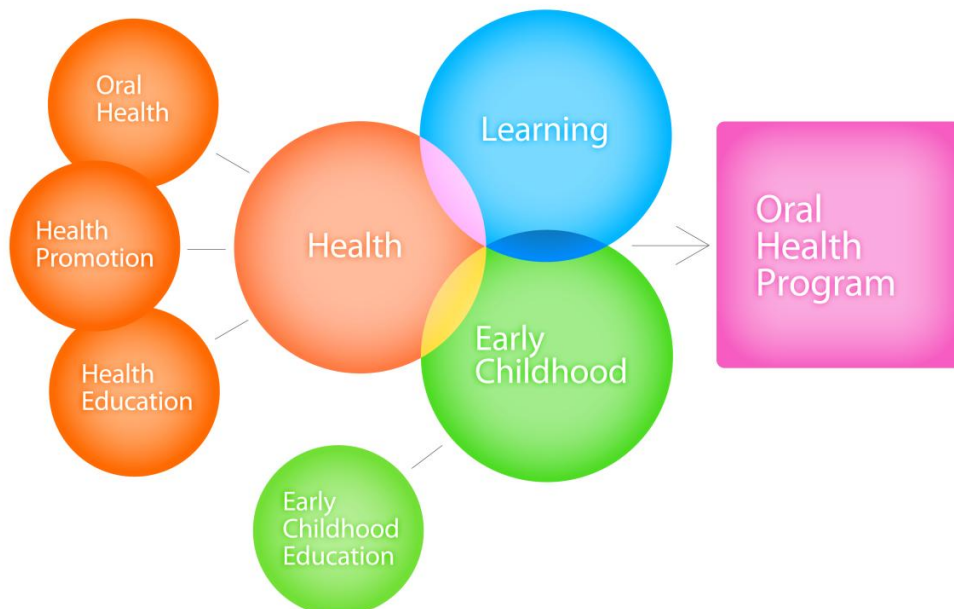 Oral
Health
Health
Promotion
Health
Education
Health
Learning
Early
Childhood
Early
Childhood
Education
Oral
Health
Program